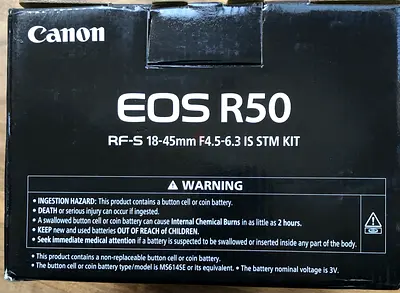 Canon
EOS R50
RF-S 18-45mm F4.5-6.3 IS STM KIT
⚠ WARNING
• INGESTION HAZARD: This product contains a button cell or coin battery.
• DEATH or serious injury can occur if ingested.
• A swallowed button cell or coin battery can cause Internal Chemical Burns in as little as 2 hours.
• KEEP new and used batteries OUT OF REACH of CHILDREN.
• Seek immediate medical attention if a battery is suspected to be swallowed or inserted inside any part of the body.
• This product contains a non-replaceable button cell or coin battery.
• The button cell or coin battery type/model is MS614SE or its equivalent. • The battery nominal voltage is 3V.